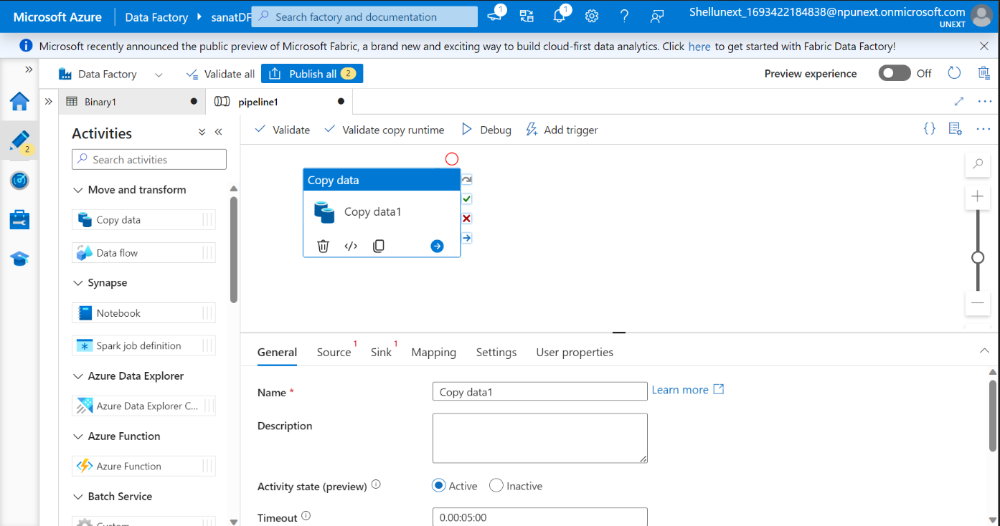 Microsoft Azure
Data Factory
sanatDF
Search factory and documentation
1
1
Shellunext_1693422184838@npunext.onmicrosoft.com
UNEXT
Microsoft recently announced the public preview of Microsoft Fabric, a brand new and exciting way to build cloud-first data analytics. Click here to get started with Fabric Data Factory!
Data Factory
Validate all
Publish all 2
Preview experience
Off
Binary1
pipeline1
2
Activities
Search activities
Move and transform
Copy data
Data flow
Synapse
Notebook
Spark job definition
Azure Data Explorer
Azure Data Explorer C...
Azure Function
Azure Function
Batch Service
Custom
Validate
Validate copy runtime
Debug
Add trigger
{}
Copy data
Copy data1
General
Source 1
Sink 1
Mapping
Settings
User properties
Name *
Copy data1
Learn more
Description
Activity state (preview)
Active
Inactive
Timeout
0.00:05:00